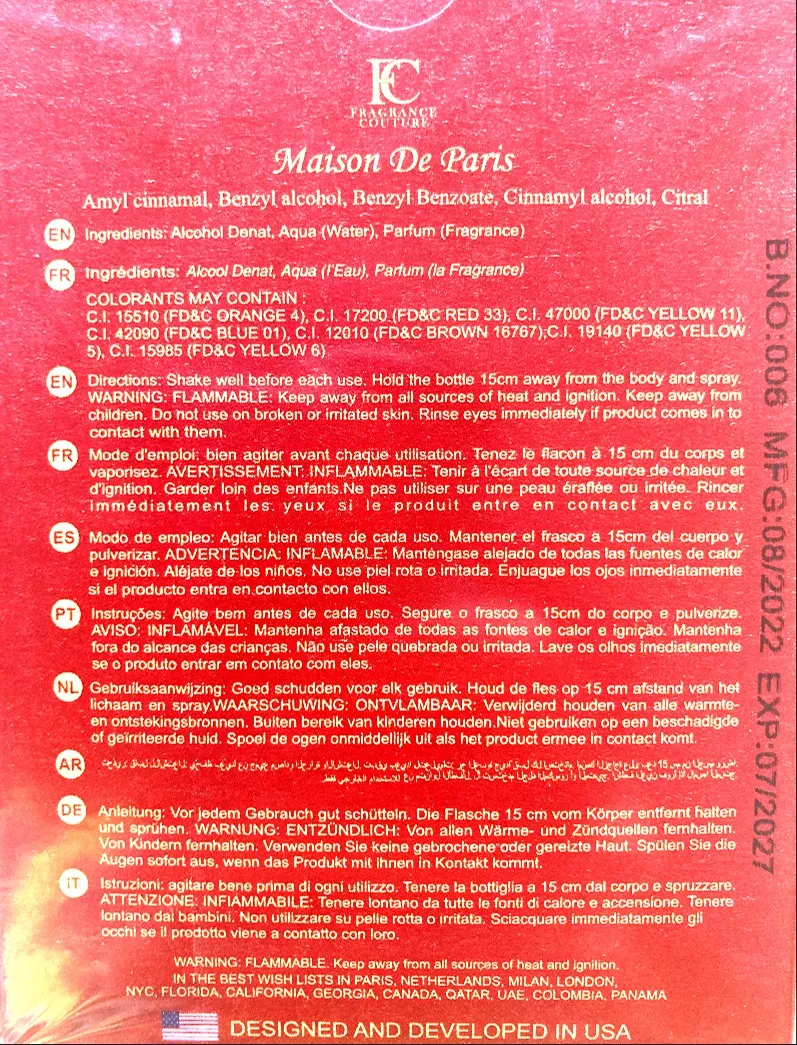 FC
FRAGRANCE
COUTURE
Maison De Paris
Amyl cinnamal, Benzyl alcohol, Benzyl Benzoate, Cinnamyl alcohol, Citral
EN Ingredients: Alcohol Denat, Aqua (Water), Parfum (Fragrance)
FR Ingrédients: Alcool Denat, Aqua (l'Eau), Parfum (la Fragrance)
COLORANTS MAY CONTAIN :
C.I. 15510 (FD&C ORANGE 4), C.I. 17200 (FD&C RED 33), C.I. 47000 (FD&C YELLOW 11),
C.I. 42090 (FD&C BLUE 01), C.I. 12010 (FD&C BROWN 16767);C.I. 19140 (FD&C YELLOW
5), C.I. 15985 (FD&C YELLOW 6)
EN Directions: Shake well before each use. Hold the bottle 15cm away from the body and spray.
WARNING: FLAMMABLE: Keep away from all sources of heat and ignition. Keep away from
children. Do not use on broken or irritated skin. Rinse eyes immediately if product comes in to
contact with them.
FR Mode d'emploi: bien agiter avant chaque utilisation. Tenez le flacon à 15 cm du corps et
vaporisez. AVERTISSEMENT: INFLAMMABLE: Tenir à l'écart de toute source de chaleur et
d'ignition. Garder loin des enfants.Ne pas utiliser sur une peau éraflée ou irritée. Rincer
immédiatement les yeux si le produit entre en contact avec eux.
ES Modo de empleo: Agitar bien antes de cada uso. Mantener el frasco a 15cm del cuerpo y
pulverizar. ADVERTENCIA: INFLAMABLE: Manténgase alejado de todas las fuentes de calor
e ignición. Aléjate de los niños. No use piel rota o irritada. Enjuague los ojos inmediatamente
si el producto entra en contacto con ellos.
PT Instruções: Agite bem antes de cada uso. Segure o frasco a 15cm do corpo e pulverize.
AVISO: INFLAMÁVEL: Mantenha afastado de todas as fontes de calor e ignição. Mantenha
fora do alcance das crianças. Não use pele quebrada ou irritada. Lave os olhos imediatamente
se o produto entrar em contato com eles.
NL Gebruiksaanwijzing: Goed schudden voor elk gebruik. Houd de fles op 15 cm afstand van het
lichaam en spray.WAARSCHUWING: ONTVLAMBAAR: Verwijderd houden van alle warmte-
en ontstekingsbronnen. Buiten bereik van kinderen houden.Niet gebruiken op een beschadigde
of geïrriteerde huid. Spoel de ogen onmiddellijk uit als het product ermee in contact komt.
AR
DE Anleitung: Vor jedem Gebrauch gut schütteln. Die Flasche 15 cm vom Körper entfernt halten
und sprühen. WARNUNG: ENTZÜNDLICH: Von allen Wärme- und Zündquellen fernhalten.
Von Kindern fernhalten. Verwenden Sie keine gebrochene oder gereizte Haut. Spülen Sie die
Augen sofort aus, wenn das Produkt mit ihnen in Kontakt kommt.
IT Istruzioni: agitare bene prima di ogni utilizzo. Tenere la bottiglia a 15 cm dal corpo e spruzzare.
ATTENZIONE: INFIAMMABILE: Tenere lontano da tutte le fonti di calore e accensione. Tenere
lontano dai bambini. Non utilizzare su pelle rotta o irritata. Sciacquare immediatamente gli
occhi se il prodotto viene a contatto con loro.
WARNING: FLAMMABLE. Keep away from all sources of heat and ignition.
IN THE BEST WISH LISTS IN PARIS, NETHERLANDS, MILAN, LONDON,
NYC, FLORIDA, CALIFORNIA, GEORGIA, CANADA, QATAR, UAE, COLOMBIA, PANAMA
DESIGNED AND DEVELOPED IN USA
B.NO:006 MFG:08/2022 EXP:07/2027